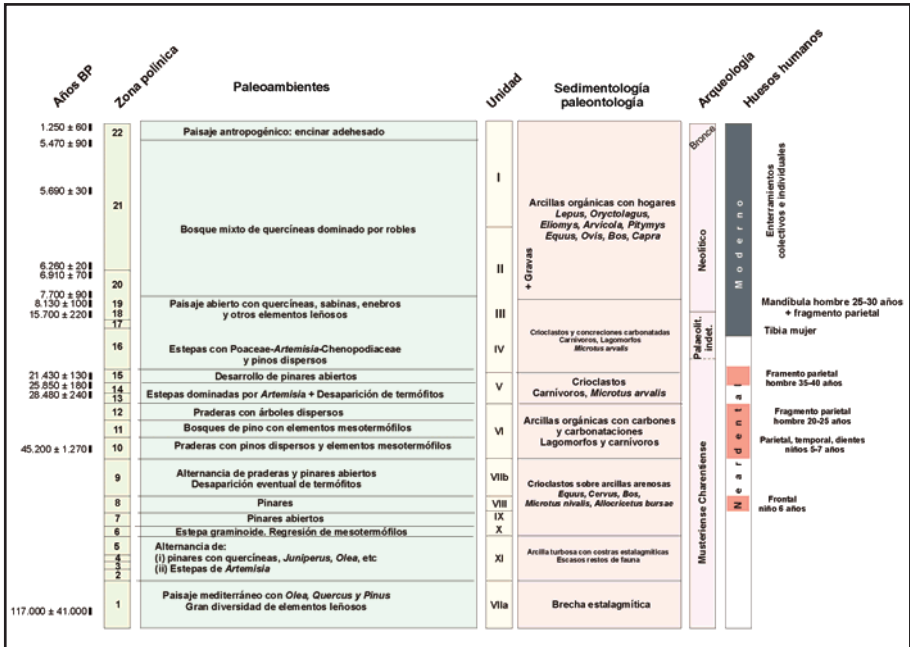 Años BP
Zona polínica
Paleoambientes
Unidad
Sedimentología
paleontología
Arqueología
Huesos humanos
1.250 ± 60
5.470 ± 90
5.690 ± 30
6.260 ± 20
6.910 ± 70
7.700 ± 90
8.130 ± 100
15.700 ± 220
21.430 ± 130
25.850 ± 180
28.480 ± 240
45.200 ± 1.270
117.000 ± 41.000
22
21
20
19
18
17
16
15
14
13
12
11
10
9
8
7
6
5
4
3
2
1
Paisaje antropogénico: encinar adehesado
Bosque mixto de quercíneas dominado por robles
Paisaje abierto con quercíneas, sabinas, enebros
y otros elementos leñosos
Estepas con Poaceae-Artemisia-Chenopodiaceae
y pinos dispersos
Desarrollo de pinares abiertos
Estepas dominadas por Artemisia + Desaparición de termófitos
Praderas con árboles dispersos
Bosques de pino con elementos mesotermófilos
Praderas con pinos dispersos y elementos mesotermófilos
Alternancia de praderas y pinares abiertos
Desaparición eventual de termófitos
Pinares
Pinares abiertos
Estepa graminoide. Regresión de mesotermófilos
Alternancia de:
(i) pinares con quercíneas, Juniperus, Olea, etc
(ii) Estepas de Artemisia
Paisaje mediterráneo con Olea, Quercus y Pinus
Gran diversidad de elementos leñosos
I
II
III
IV
V
VI
VIIb
VIII
IX
X
XI
VIIa
Arcillas orgánicas con hogares
Lepus, Oryctolagus,
Eliomys, Arvicola, Pitymys
Equus, Ovis, Bos, Capra
+ Gravas
Crioclastos y concreciones carbonatadas
Carnívoros, Lagomorfos
Microtus arvalis
Crioclastos
Carnívoros, Microtus arvalis
Arcillas orgánicas con carbones
y carbonataciones
Lagomorfos y carnívoros
Crioclastos sobre arcillas arenosas
Equus, Cervus, Bos,
Microtus nivalis, Allocricetus bursae
Arcilla turbosa con costras estalagmíticas
Escasos restos de fauna
Brecha estalagmítica
Bronce
Neolítico
Palaeolit.
indet.
Musteriense Charentiense
Moderno
Neardental
Enterramientos
colectivos e individuales
Mandíbula hombre 25-30 años
+ fragmento parietal
Tibia mujer
Framento parietal
hombre 35-40 años
Fragmento parietal
hombre 20-25 años
Parietal, temporal, dientes
niños 5-7 años
Frontal
niño 6 años